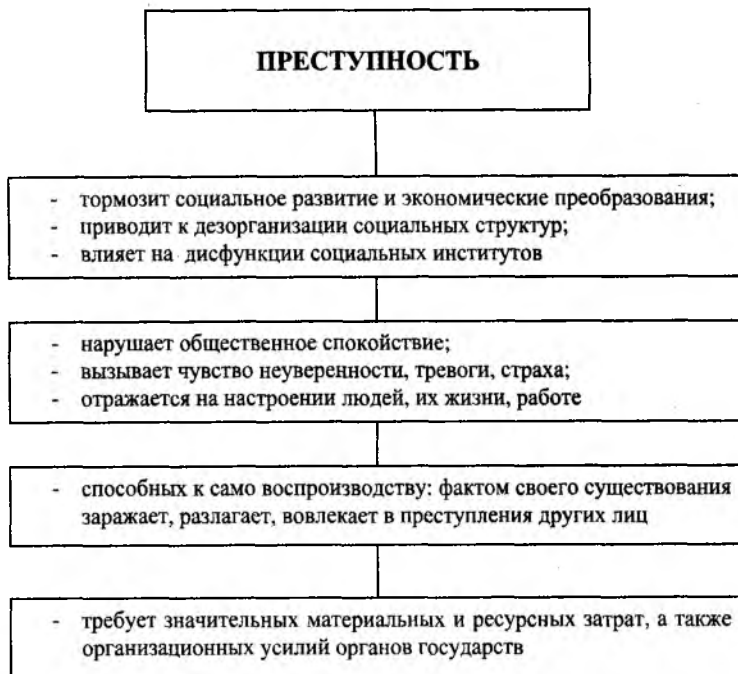 ПРЕСТУПНОСТЬ
- тормозит социальное развитие и экономические преобразования;
- приводит к дезорганизации социальных структур;
- влияет на дисфункции социальных институтов
- нарушает общественное спокойствие;
- вызывает чувство неуверенности, тревоги, страха;
- отражается на настроении людей, их жизни, работе
- способных к само воспроизводству: фактом своего существования
заражает, разлагает, вовлекает в преступления других лиц
- требует значительных материальных и ресурсных затрат, а также
организационных усилий органов государств